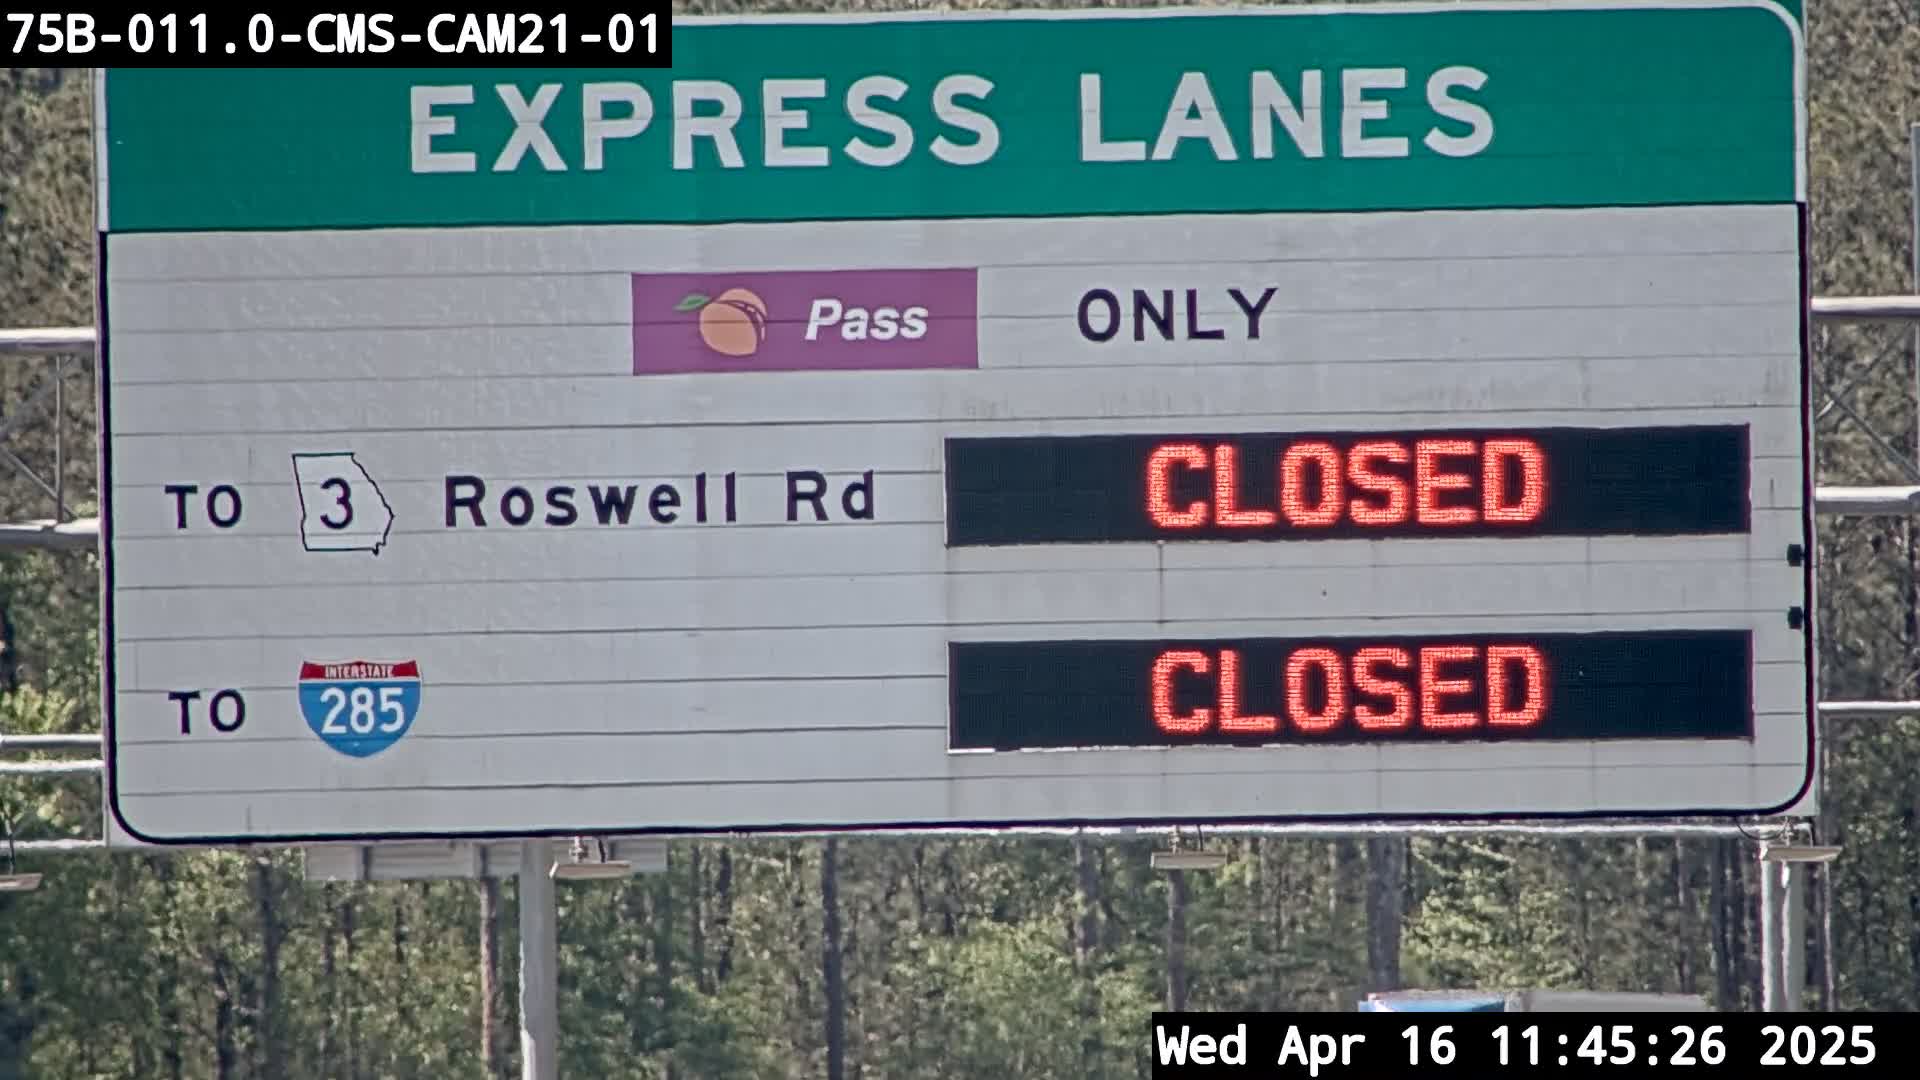 75B-011.0-CMS-CAM21-01
EXPRESS LANES
Pass ONLY
TO 3 Roswell Rd CLOSED
TO INTERSTATE 285 CLOSED
Wed Apr 16 11:45:26 2025